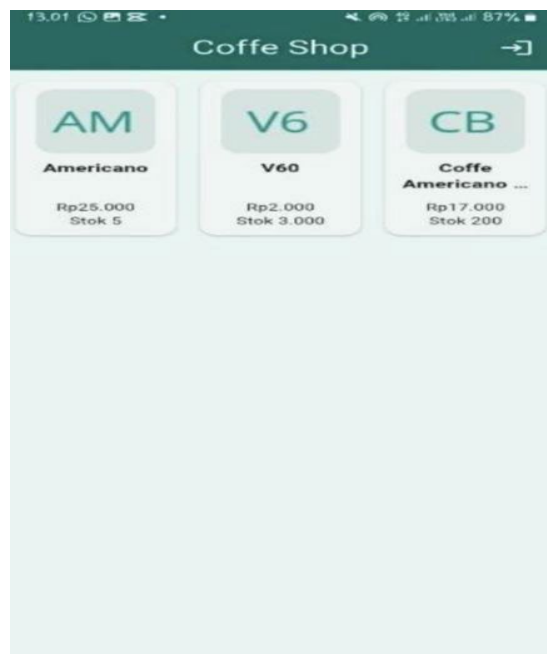 13.01
87%
Coffe Shop
AM
Americano
Rp25.000
Stok 5
V6
V60
Rp2.000
Stok 3.000
CB
Coffe
Americano ...
Rp17.000
Stok 200